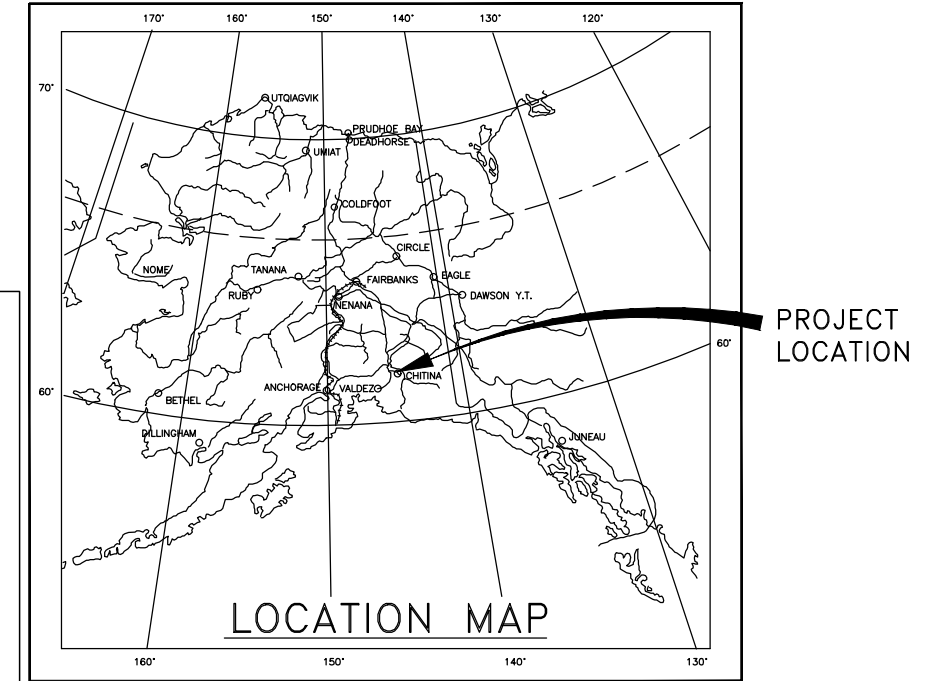 170° 160° 150° 140° 130° 120°
70°
UTQIAGVIK
PRUDHOE BAY
DEADHORSE
UMIAT
COLDFOOT
CIRCLE
NOME
TANANA
FAIRBANKS
EAGLE
RUBY
NENANA
DAWSON Y.T.
PROJECT
LOCATION
60°
CHITINA
ANCHORAGE
VALDEZ
60°
BETHEL
DILLINGHAM
JUNEAU
LOCATION MAP
160° 150° 140° 130°